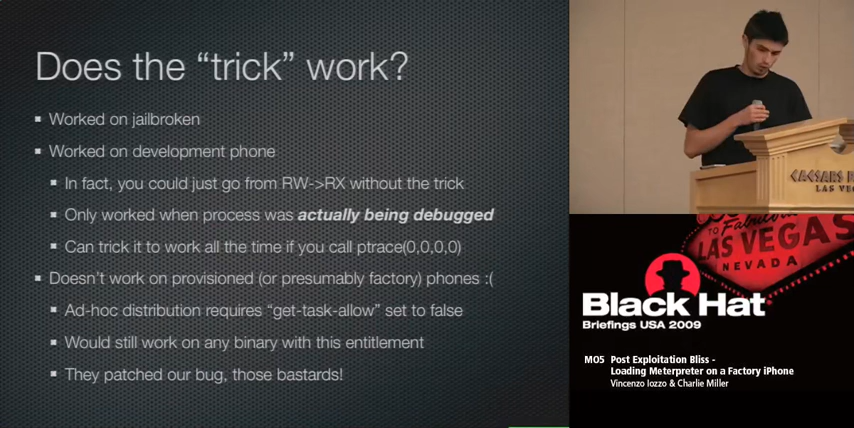 Does the “trick” work?
Worked on jailbroken
Worked on development phone
In fact, you could just go from RW->RX without the trick
Only worked when process was actually being debugged
Can trick it to work all the time if you call ptrace(0,0,0,0)
Doesn’t work on provisioned (or presumably factory) phones :(
Ad-hoc distribution requires “get-task-allow” set to false
Would still work on any binary with this entitlement
They patched our bug, those bastards!
CAESARS
LAS VE
TO Fabulous
LAS VEGAS
NEVADA
Black Hat
Briefings USA 2009
MO5 Post Exploitation Bliss -
Loading Meterpreter on a Factory iPhone
Vincenzo Iozzo & Charlie Miller